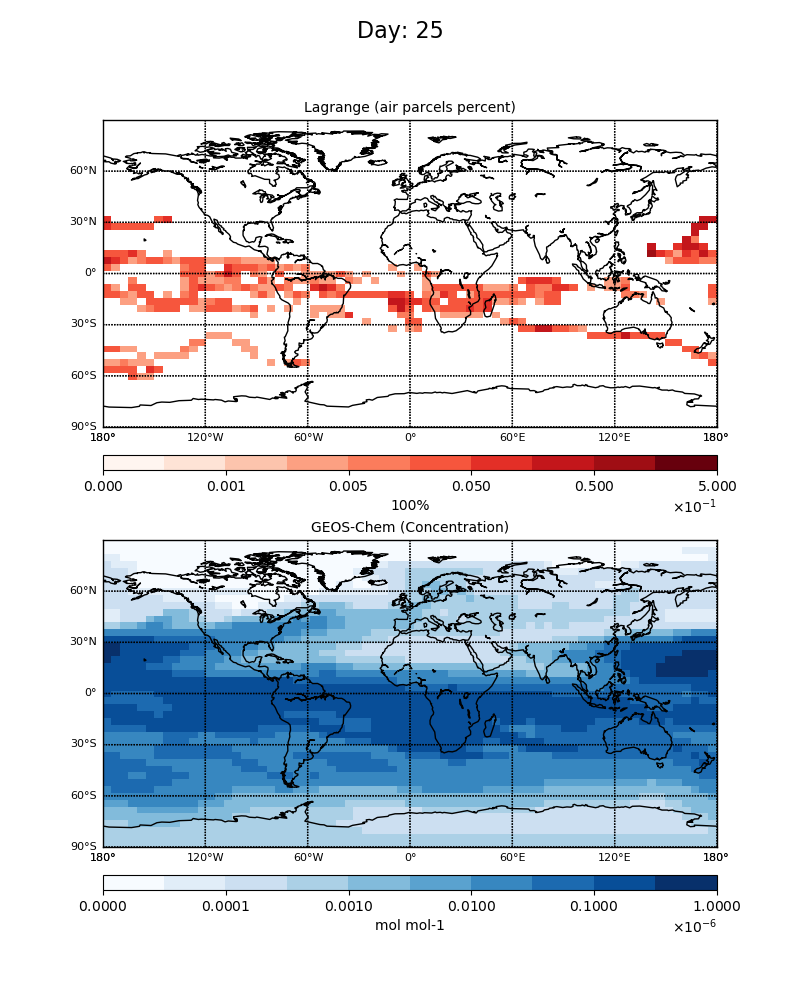 Day: 25
Lagrange (air parcels percent)
60°N
30°N
0°
30°S
60°S
90°S
180° 120°W 60°W 0° 60°E 120°E 180°
0.000 0.001 0.005 0.050 0.500 5.000
100% ×10⁻¹
GEOS-Chem (Concentration)
60°N
30°N
0°
30°S
60°S
90°S
180° 120°W 60°W 0° 60°E 120°E 180°
0.0000 0.0001 0.0010 0.0100 0.1000 1.0000
mol mol-1 ×10⁻⁶